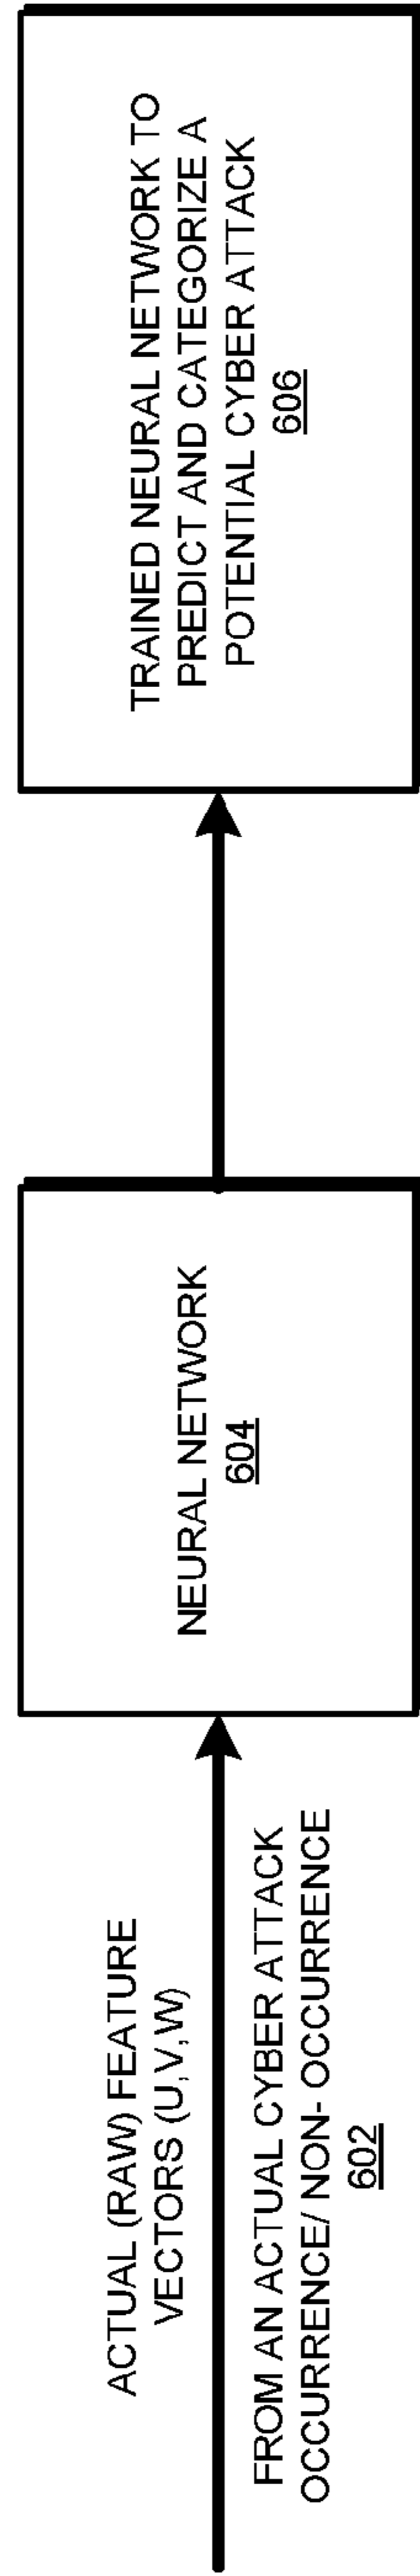 ACTUAL (RAW) FEATURE
VECTORS (U,V,W)
FROM AN ACTUAL CYBER ATTACK
OCCURRENCE/ NON- OCCURRENCE
602
NEURAL NETWORK
604
TRAINED NEURAL NETWORK TO
PREDICT AND CATEGORIZE A
POTENTIAL CYBER ATTACK
606